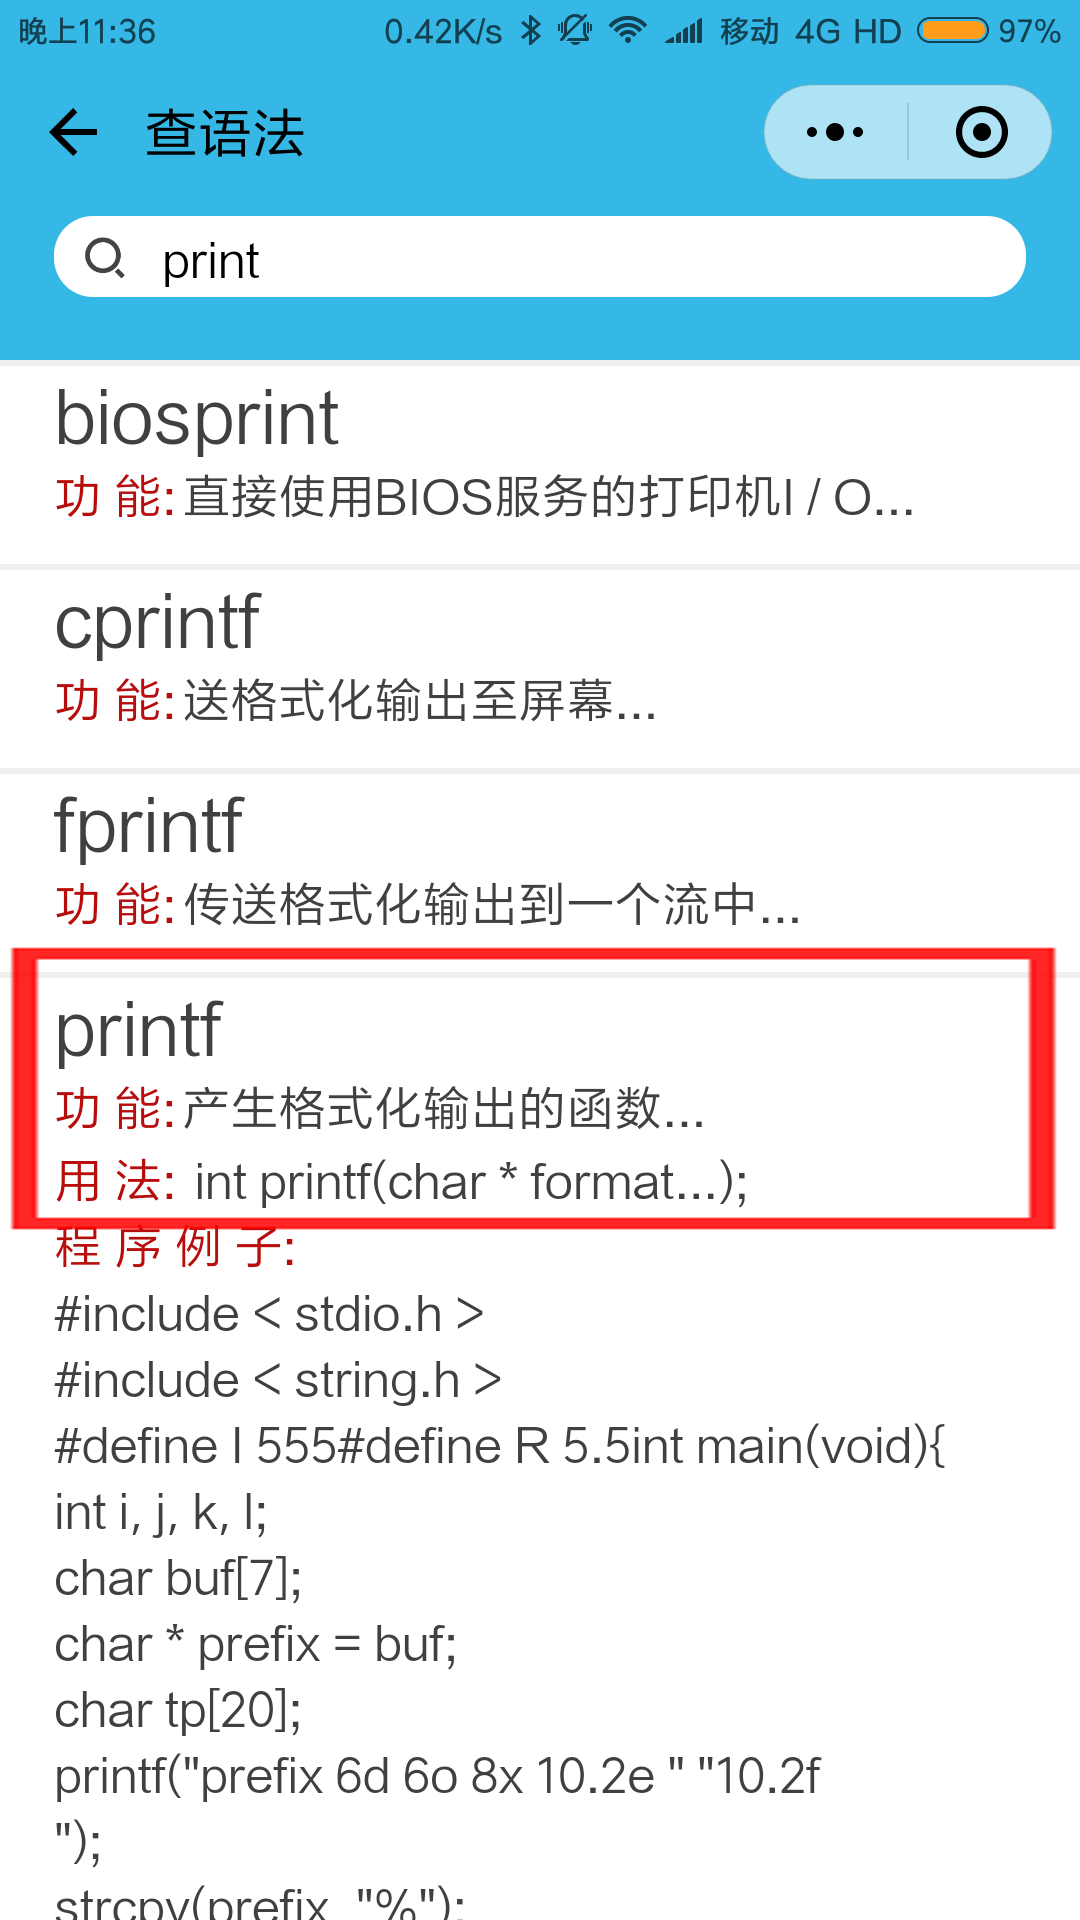 晚上11:36 0.42K/s 移动 4G HD 97%
查语法
print
biosprint
功 能:直接使用BIOS服务的打印机I / O...
cprintf
功 能:送格式化输出至屏幕...
fprintf
功 能:传送格式化输出到一个流中...
printf
功 能:产生格式化输出的函数...
用 法: int printf(char * format...);
程 序 例 子:
#include < stdio.h >
#include < string.h >
#define I 555#define R 5.5int main(void){
int i, j, k, l;
char buf[7];
char * prefix = buf;
char tp[20];
printf("prefix 6d 6o 8x 10.2e " "10.2f
");
strcpy(prefix, "%");